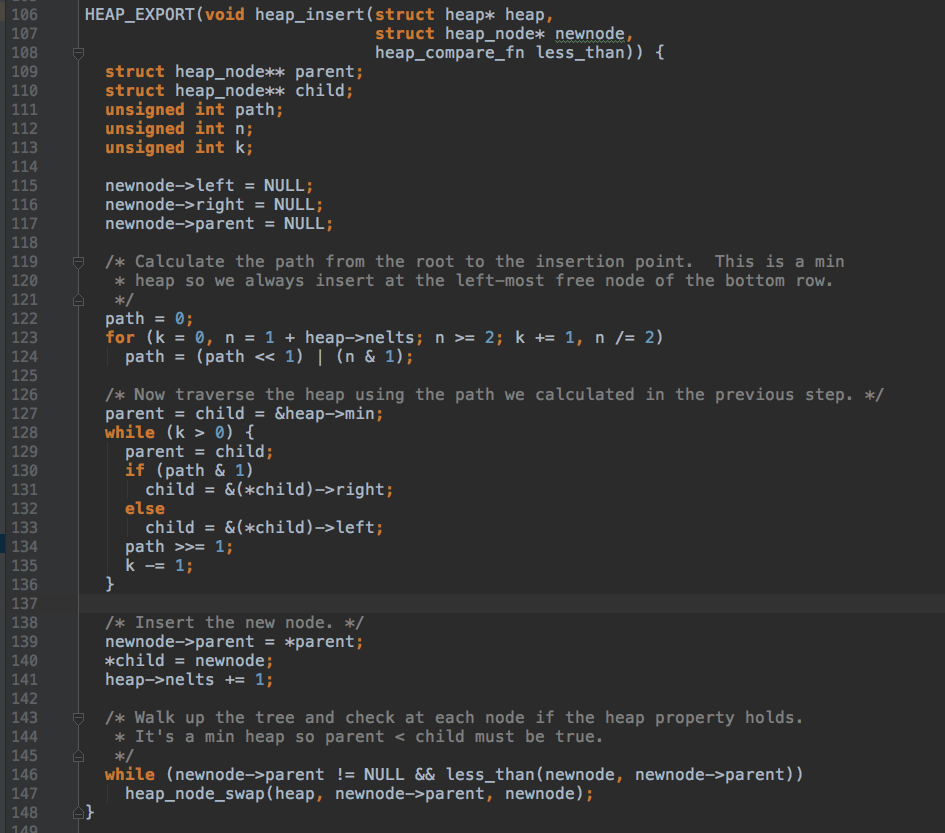 106 HEAP_EXPORT(void heap_insert(struct heap* heap,
107                              struct heap_node* newnode,
108                              heap_compare_fn less_than)) {
109   struct heap_node** parent;
110   struct heap_node** child;
111   unsigned int path;
112   unsigned int n;
113   unsigned int k;
114
115   newnode->left = NULL;
116   newnode->right = NULL;
117   newnode->parent = NULL;
118
119   /* Calculate the path from the root to the insertion point.  This is a min
120    * heap so we always insert at the left-most free node of the bottom row.
121    */
122   path = 0;
123   for (k = 0, n = 1 + heap->nelts; n >= 2; k += 1, n /= 2)
124     path = (path << 1) | (n & 1);
125
126   /* Now traverse the heap using the path we calculated in the previous step. */
127   parent = child = &heap->min;
128   while (k > 0) {
129     parent = child;
130     if (path & 1)
131       child = &(*child)->right;
132     else
133       child = &(*child)->left;
134     path >>= 1;
135     k -= 1;
136   }
137
138   /* Insert the new node. */
139   newnode->parent = *parent;
140   *child = newnode;
141   heap->nelts += 1;
142
143   /* Walk up the tree and check at each node if the heap property holds.
144    * It's a min heap so parent < child must be true.
145    */
146   while (newnode->parent != NULL && less_than(newnode, newnode->parent))
147     heap_node_swap(heap, newnode->parent, newnode);
148 }